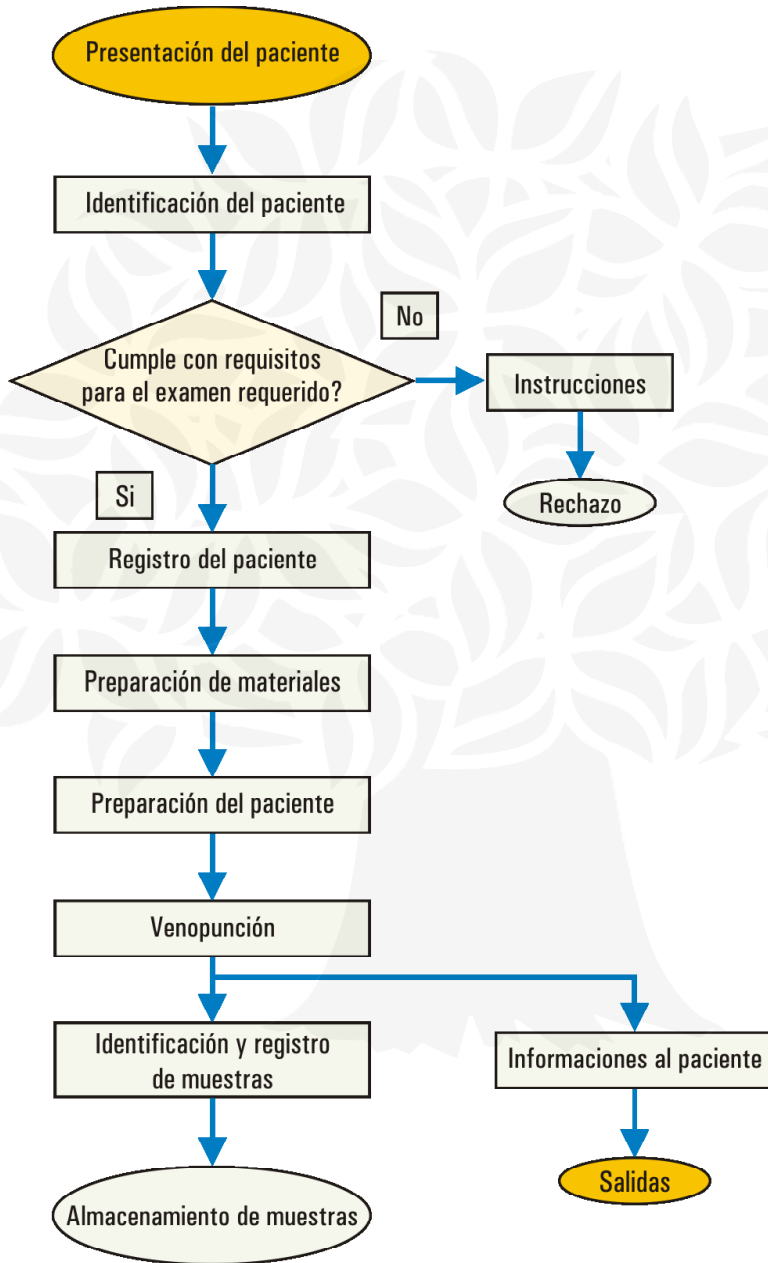 Presentación del paciente
Identificación del paciente
No
Cumple con requisitos
para el examen requerido?
Instrucciones
Si
Rechazo
Registro del paciente
Preparación de materiales
Preparación del paciente
Venopunción
Identificación y registro
de muestras
Informaciones al paciente
Salidas
Almacenamiento de muestras